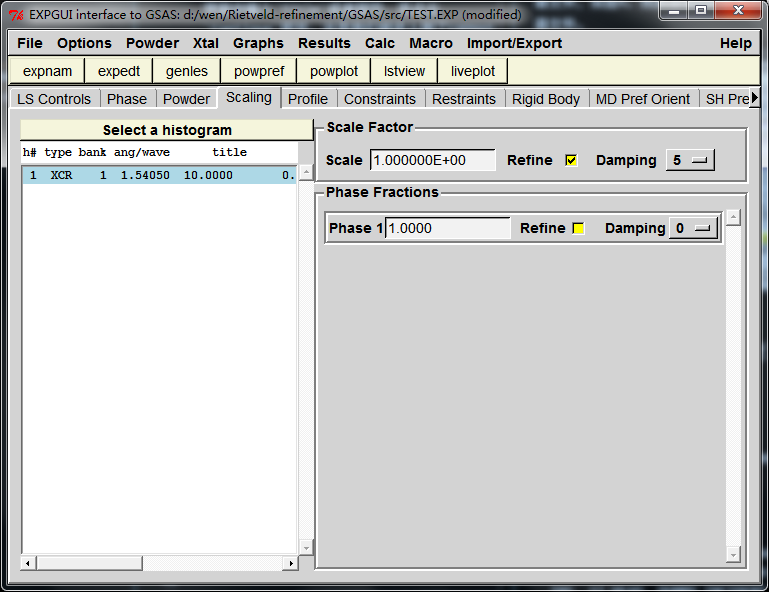 EXPGUI interface to GSAS: d:/wen/Rietveld-refinement/GSAS/src/TEST.EXP (modified)
File Options Powder Xtal Graphs Results Calc Macro Import/Export Help
expnam expedt genles powpref powplot lstview liveplot
LS Controls Phase Powder Scaling Profile Constraints Restraints Rigid Body MD Pref Orient SH Pre
Select a histogram
h# type bank ang/wave title
1 XCR 1 1.54050 10.0000 0.
Scale Factor
Scale 1.000000E+00 Refine Damping 5
Phase Fractions
Phase 1 1.0000 Refine Damping 0